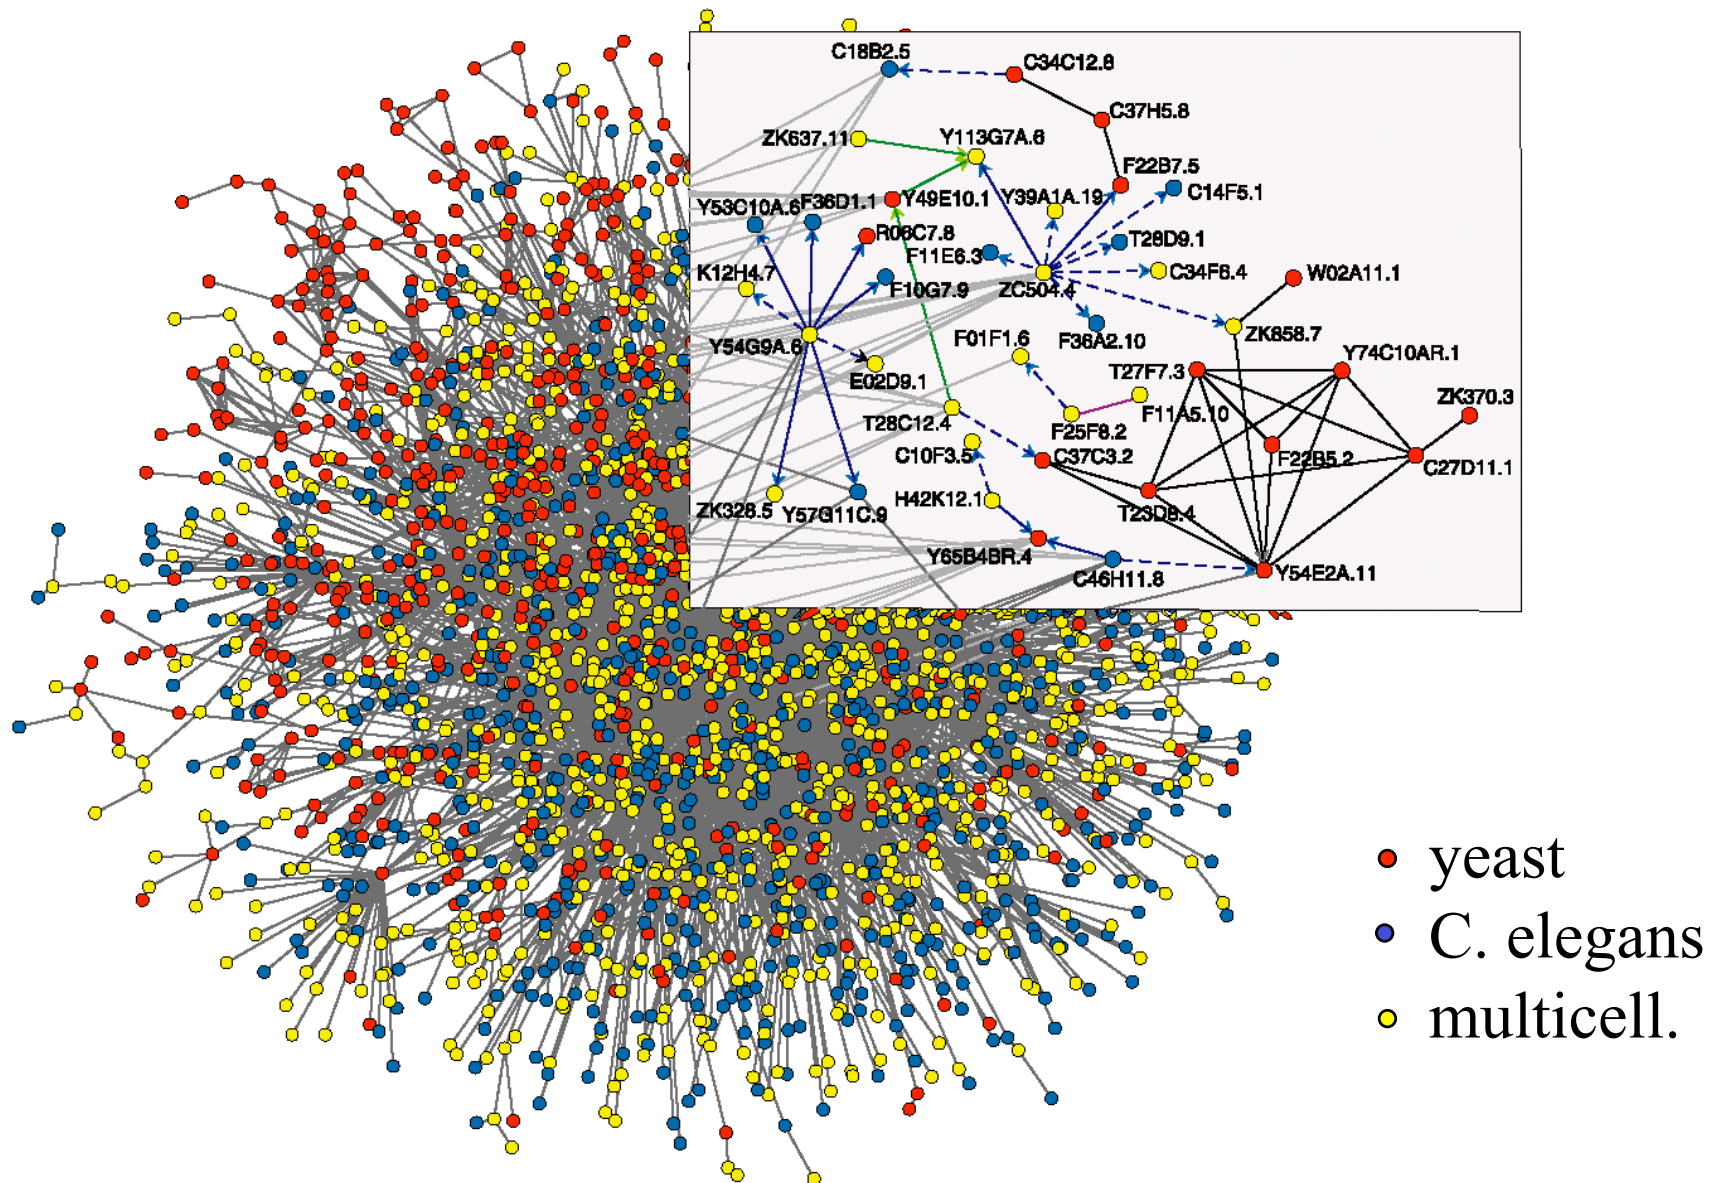 C18B2.5
C34C12.8
C37H5.8
ZK637.11
Y113G7A.6
F22B7.5
C14F5.1
Y53C10A.6
F36D1.1
Y49E10.1
Y39A1A.19
R06C7.8
T28D9.1
F11E6.3
K12H4.7
F10G7.9
ZC504.4
C34F6.4
W02A11.1
Y54G9A.6
F01F1.6
F36A2.10
ZK858.7
E02D9.1
T27F7.3
Y74C10AR.1
T28C12.4
F25F8.2
F11A5.10
ZK370.3
C10F3.5
C37C3.2
F22B5.2
C27D11.1
ZK328.5
Y57G11C.9
H42K12.1
T23D8.4
Y65B4BR.4
C46H11.8
Y54E2A.11
yeast
C. elegans
multicell.